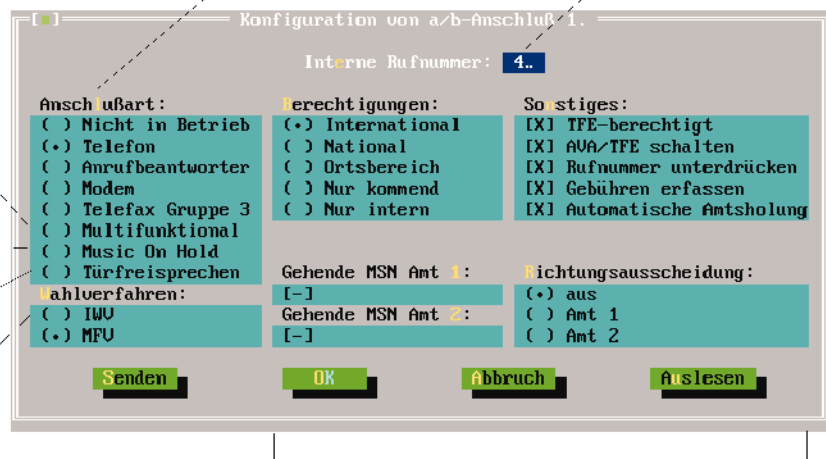 [■] Konfiguration von a/b-Anschluß 1.
Interne Rufnummer: 4..
Anschlußart:
( ) Nicht in Betrieb
(•) Telefon
( ) Anrufbeantworter
( ) Modem
( ) Telefax Gruppe 3
( ) Multifunktional
( ) Music On Hold
( ) Türfreisprechen
Wahlverfahren:
( ) IWV
(•) MFV
Berechtigungen:
(•) International
( ) National
( ) Ortsbereich
( ) Nur kommend
( ) Nur intern
Gehende MSN Amt 1:
[-]
Gehende MSN Amt 2:
[-]
Sonstiges:
[X] TFE-berechtigt
[X] AVA/TFE schalten
[X] Rufnummer unterdrücken
[X] Gebühren erfassen
[X] Automatische Amtsholung
Richtungsausscheidung:
(•) aus
( ) Amt 1
( ) Amt 2
Senden
OK
Abbruch
Auslesen